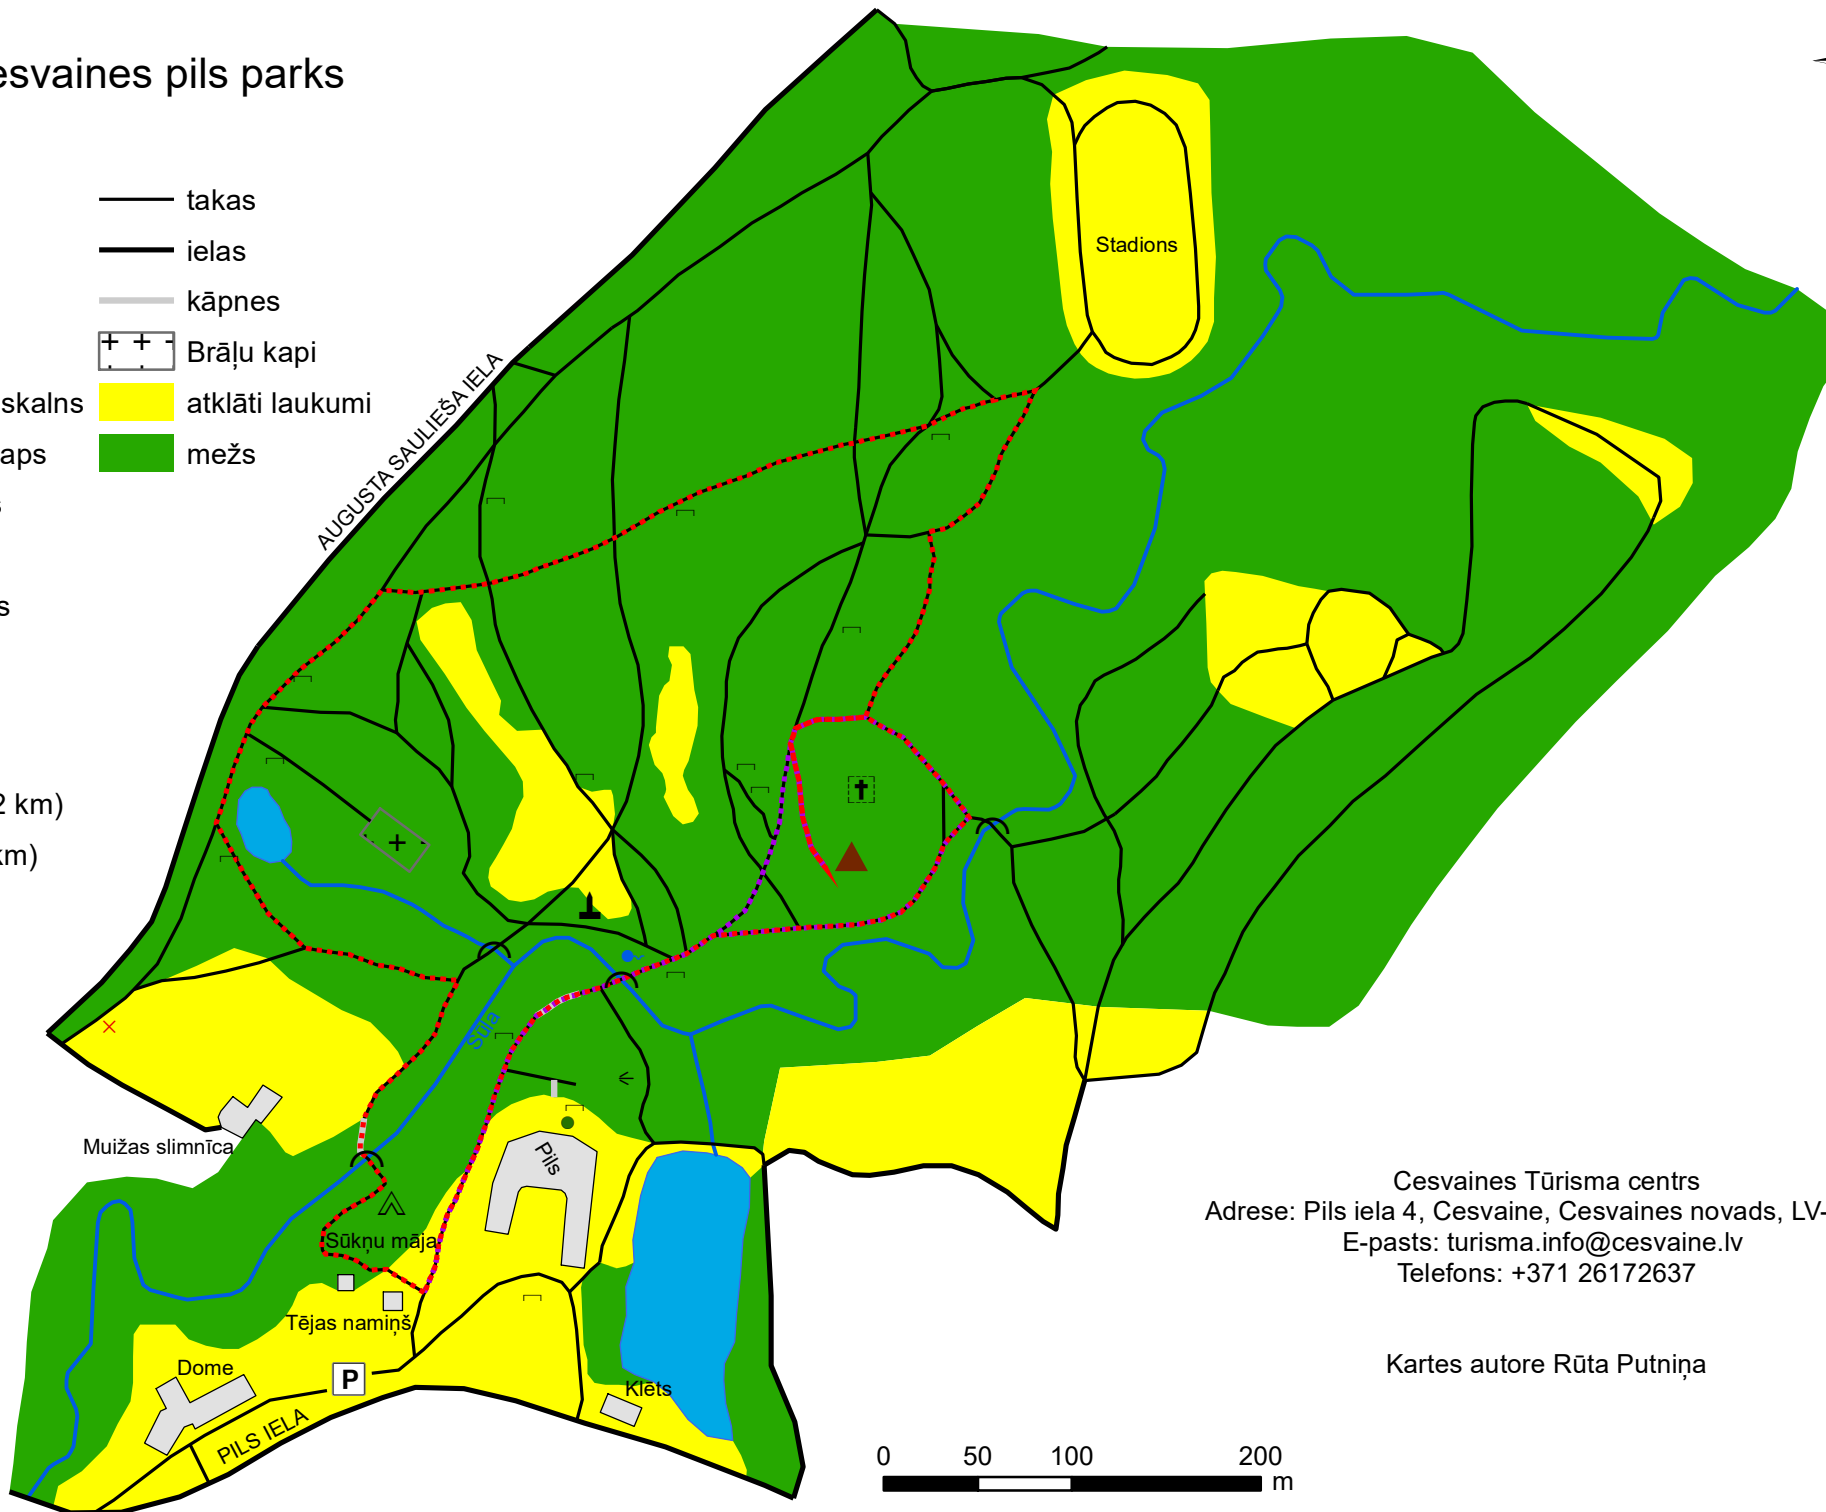 esvaines pils parks
takas
ielas
kāpnes
Brāļu kapi
skalns
atklāti laukumi
aps
mežs
s
s
2 km)
km)
AUGUSTA SAULIEŠA IELA
Stadions
Sūla
Muižas slimnīca
Pils
Sūkņu māja
Tējas namiņš
Dome
P
Klēts
PILS IELA
Cesvaines Tūrisma centrs
Adrese: Pils iela 4, Cesvaine, Cesvaines novads, LV-
E-pasts: turisma.info@cesvaine.lv
Telefons: +371 26172637
Kartes autore Rūta Putniņa
0 50 100 200
m